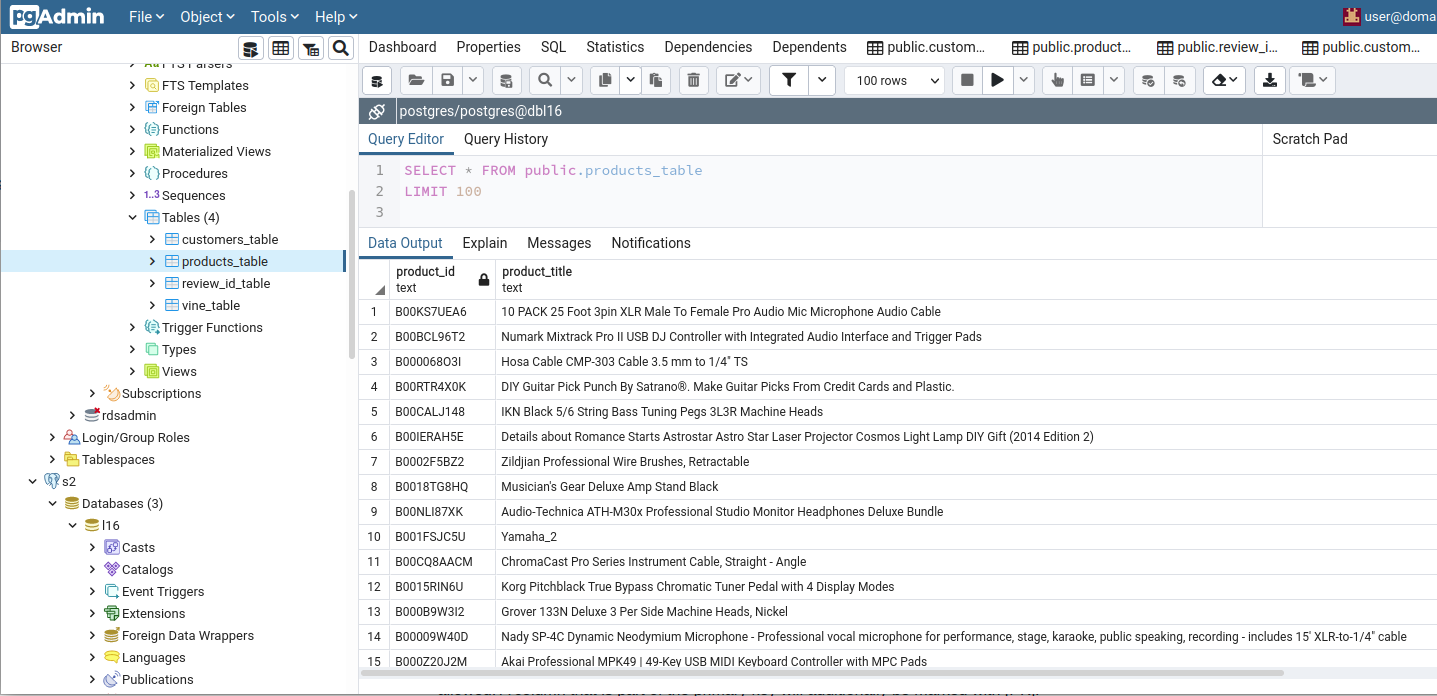 pgAdmin File Object Tools Help user@doma
Browser
Dashboard Properties SQL Statistics Dependencies Dependents public.custom... public.product... public.review_i... public.custom...
100 rows
postgres/postgres@dbl16
Query Editor Query History Scratch Pad
1 SELECT * FROM public.products_table
2 LIMIT 100
3
Data Output Explain Messages Notifications
FTS Parsers
FTS Templates
Foreign Tables
Functions
Materialized Views
Procedures
1..3 Sequences
Tables (4)
customers_table
products_table
review_id_table
vine_table
Trigger Functions
Types
Views
Subscriptions
rdsadmin
Login/Group Roles
Tablespaces
s2
Databases (3)
l16
Casts
Catalogs
Event Triggers
Extensions
Foreign Data Wrappers
Languages
Publications
product_id product_title
text text
1 B00KS7UEA6 10 PACK 25 Foot 3pin XLR Male To Female Pro Audio Mic Microphone Audio Cable
2 B00BCL96T2 Numark Mixtrack Pro II USB DJ Controller with Integrated Audio Interface and Trigger Pads
3 B000068O3I Hosa Cable CMP-303 Cable 3.5 mm to 1/4" TS
4 B00RTR4X0K DIY Guitar Pick Punch By Satrano®. Make Guitar Picks From Credit Cards and Plastic.
5 B00CALJ148 IKN Black 5/6 String Bass Tuning Pegs 3L3R Machine Heads
6 B00IERAH5E Details about Romance Starts Astrostar Astro Star Laser Projector Cosmos Light Lamp DIY Gift (2014 Edition 2)
7 B0002F5BZ2 Zildjian Professional Wire Brushes, Retractable
8 B0018TG8HQ Musician's Gear Deluxe Amp Stand Black
9 B00NLI87XK Audio-Technica ATH-M30x Professional Studio Monitor Headphones Deluxe Bundle
10 B001FSJC5U Yamaha_2
11 B00CQ8AACM ChromaCast Pro Series Instrument Cable, Straight - Angle
12 B0015RIN6U Korg Pitchblack True Bypass Chromatic Tuner Pedal with 4 Display Modes
13 B000B9W3I2 Grover 133N Deluxe 3 Per Side Machine Heads, Nickel
14 B00009W40D Nady SP-4C Dynamic Neodymium Microphone - Professional vocal microphone for performance, stage, karaoke, public speaking, recording - includes 15' XLR-to-1/4" cable
15 B000Z20J2M Akai Professional MPK49 | 49-Key USB MIDI Keyboard Controller with MPC Pads